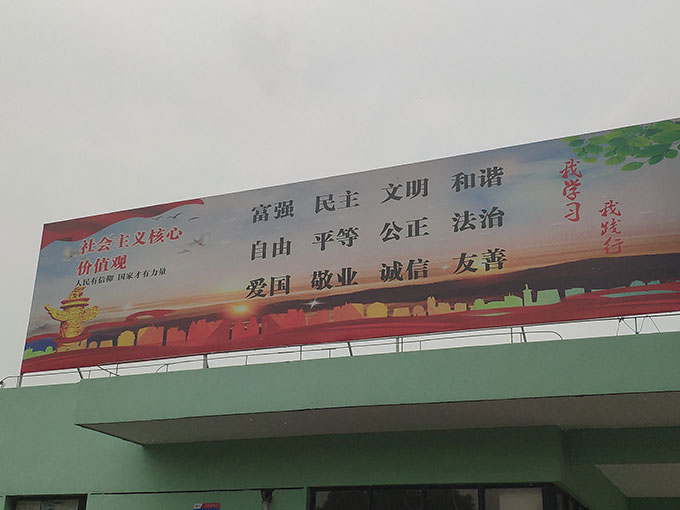 社会主义核心
价值观
人民有信仰 国家才有力量
富强 民主 文明 和谐
自由 平等 公正 法治
爱国 敬业 诚信 友善
我学习
我践行